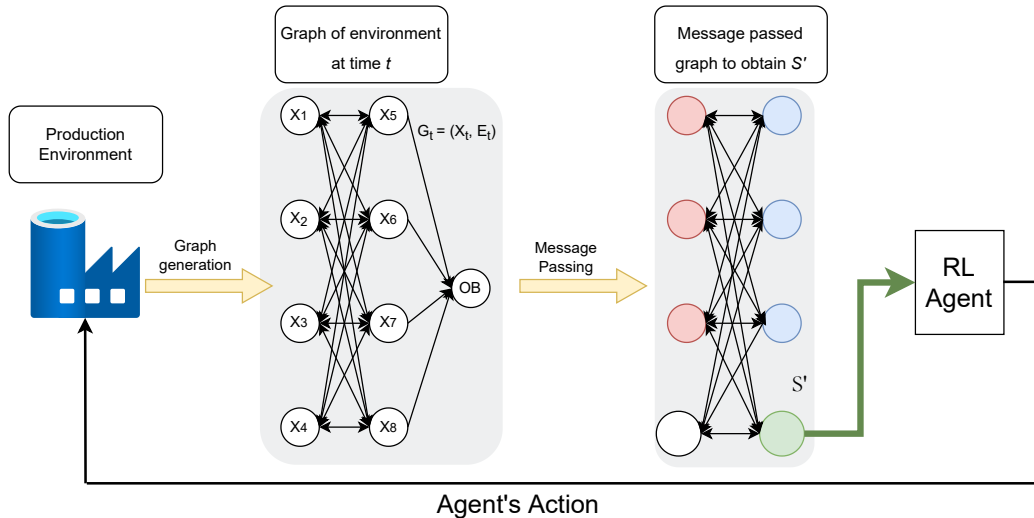 Graph of environment
at time t
Message passed
graph to obtain S'
Production
Environment
X1
X5
Gt = (Xt, Et)
X2
X6
Graph
generation
Message
Passing
OB
RL
Agent
X3
X7
S'
X4
X8
Agent's Action